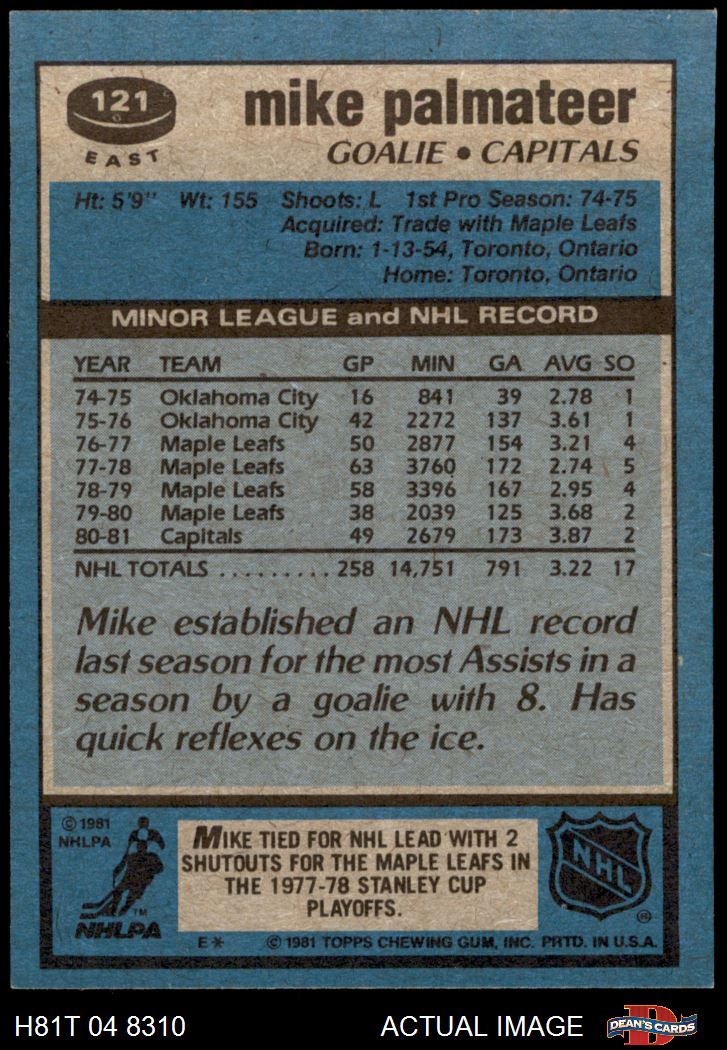 121
EAST
mike palmateer
GOALIE • CAPITALS
Ht: 5'9" Wt: 155 Shoots: L 1st Pro Season: 74-75
Acquired: Trade with Maple Leafs
Born: 1-13-54, Toronto, Ontario
Home: Toronto, Ontario
MINOR LEAGUE and NHL RECORD
YEAR TEAM GP MIN GA AVG SO
74-75 Oklahoma City 16 841 39 2.78 1
75-76 Oklahoma City 42 2272 137 3.61 1
76-77 Maple Leafs 50 2877 154 3.21 4
77-78 Maple Leafs 63 3760 172 2.74 5
78-79 Maple Leafs 58 3396 167 2.95 4
79-80 Maple Leafs 38 2039 125 3.68 2
80-81 Capitals 49 2679 173 3.87 2
NHL TOTALS .......... 258 14,751 791 3.22 17
Mike established an NHL record
last season for the most Assists in a
season by a goalie with 8. Has
quick reflexes on the ice.
© 1981
NHLPA
™
NHLPA
MIKE TIED FOR NHL LEAD WITH 2
SHUTOUTS FOR THE MAPLE LEAFS IN
THE 1977-78 STANLEY CUP
PLAYOFFS.
NHL
®
E * © 1981 TOPPS CHEWING GUM, INC. PRTD. IN U.S.A.
H81T 04 8310 ACTUAL IMAGE
D
DEAN'S CARDS